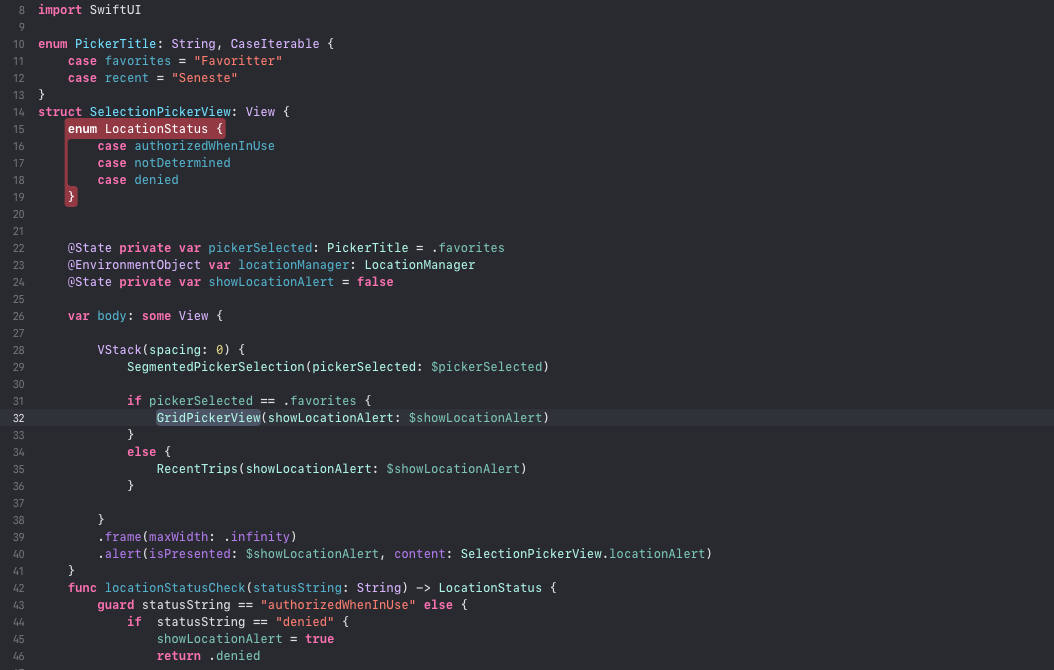 8 import SwiftUI
9
10 enum PickerTitle: String, CaseIterable {
11     case favorites = "Favoritter"
12     case recent = "Seneste"
13 }
14 struct SelectionPickerView: View {
15     enum LocationStatus {
16         case authorizedWhenInUse
17         case notDetermined
18         case denied
19     }
20
21
22     @State private var pickerSelected: PickerTitle = .favorites
23     @EnvironmentObject var locationManager: LocationManager
24     @State private var showLocationAlert = false
25
26     var body: some View {
27
28         VStack(spacing: 0) {
29             SegmentedPickerSelection(pickerSelected: $pickerSelected)
30
31             if pickerSelected == .favorites {
32                 GridPickerView(showLocationAlert: $showLocationAlert)
33             }
34             else {
35                 RecentTrips(showLocationAlert: $showLocationAlert)
36             }
37
38         }
39         .frame(maxWidth: .infinity)
40         .alert(isPresented: $showLocationAlert, content: SelectionPickerView.locationAlert)
41     }
42     func locationStatusCheck(statusString: String) -> LocationStatus {
43         guard statusString == "authorizedWhenInUse" else {
44             if  statusString == "denied" {
45                 showLocationAlert = true
46                 return .denied